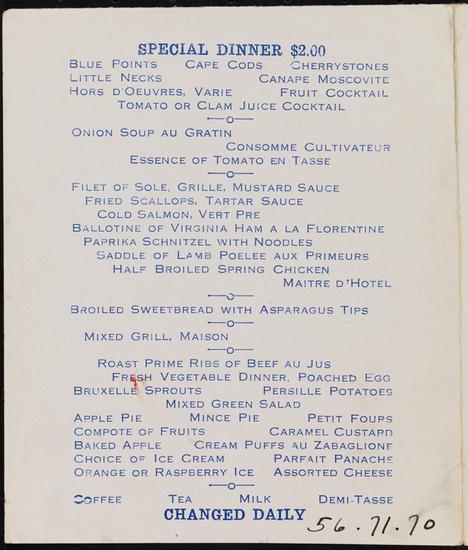 SPECIAL DINNER $2.00
BLUE POINTS CAPE CODS CHERRYSTONES
LITTLE NECKS CANAPE MOSCOVITE
HORS D'OEUVRES, VARIE FRUIT COCKTAIL
TOMATO OR CLAM JUICE COCKTAIL
ONION SOUP AU GRATIN
CONSOMME CULTIVATEUR
ESSENCE OF TOMATO EN TASSE
FILET OF SOLE, GRILLE, MUSTARD SAUCE
FRIED SCALLOPS, TARTAR SAUCE
COLD SALMON, VERT PRE
BALLOTINE OF VIRGINIA HAM A LA FLORENTINE
PAPRIKA SCHNITZEL WITH NOODLES
SADDLE OF LAMB POELEE AUX PRIMEURS
HALF BROILED SPRING CHICKEN
MAITRE D'HOTEL
BROILED SWEETBREAD WITH ASPARAGUS TIPS
MIXED GRILL, MAISON
ROAST PRIME RIBS OF BEEF AU JUS
FRESH VEGETABLE DINNER, POACHED EGG
BRUXELLE SPROUTS PERSILLE POTATOES
MIXED GREEN SALAD
APPLE PIE MINCE PIE PETIT FOURS
COMPOTE OF FRUITS CARAMEL CUSTARD
BAKED APPLE CREAM PUFFS AU ZABAGLIONE
CHOICE OF ICE CREAM PARFAIT PANACHE
ORANGE OR RASPBERRY ICE ASSORTED CHEESE
COFFEE TEA MILK DEMI-TASSE
CHANGED DAILY 56.71.70